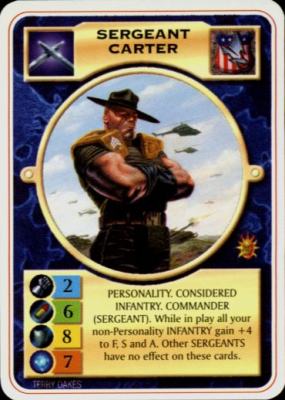 SERGEANT
CARTER
2
6
8
7
PERSONALITY. CONSIDERED
INFANTRY. COMMANDER
(SERGEANT). While in play all your
non-Personality INFANTRY gain +4
to F, S and A. Other SERGEANTS
have no effect on these cards.
TERRY OAKES